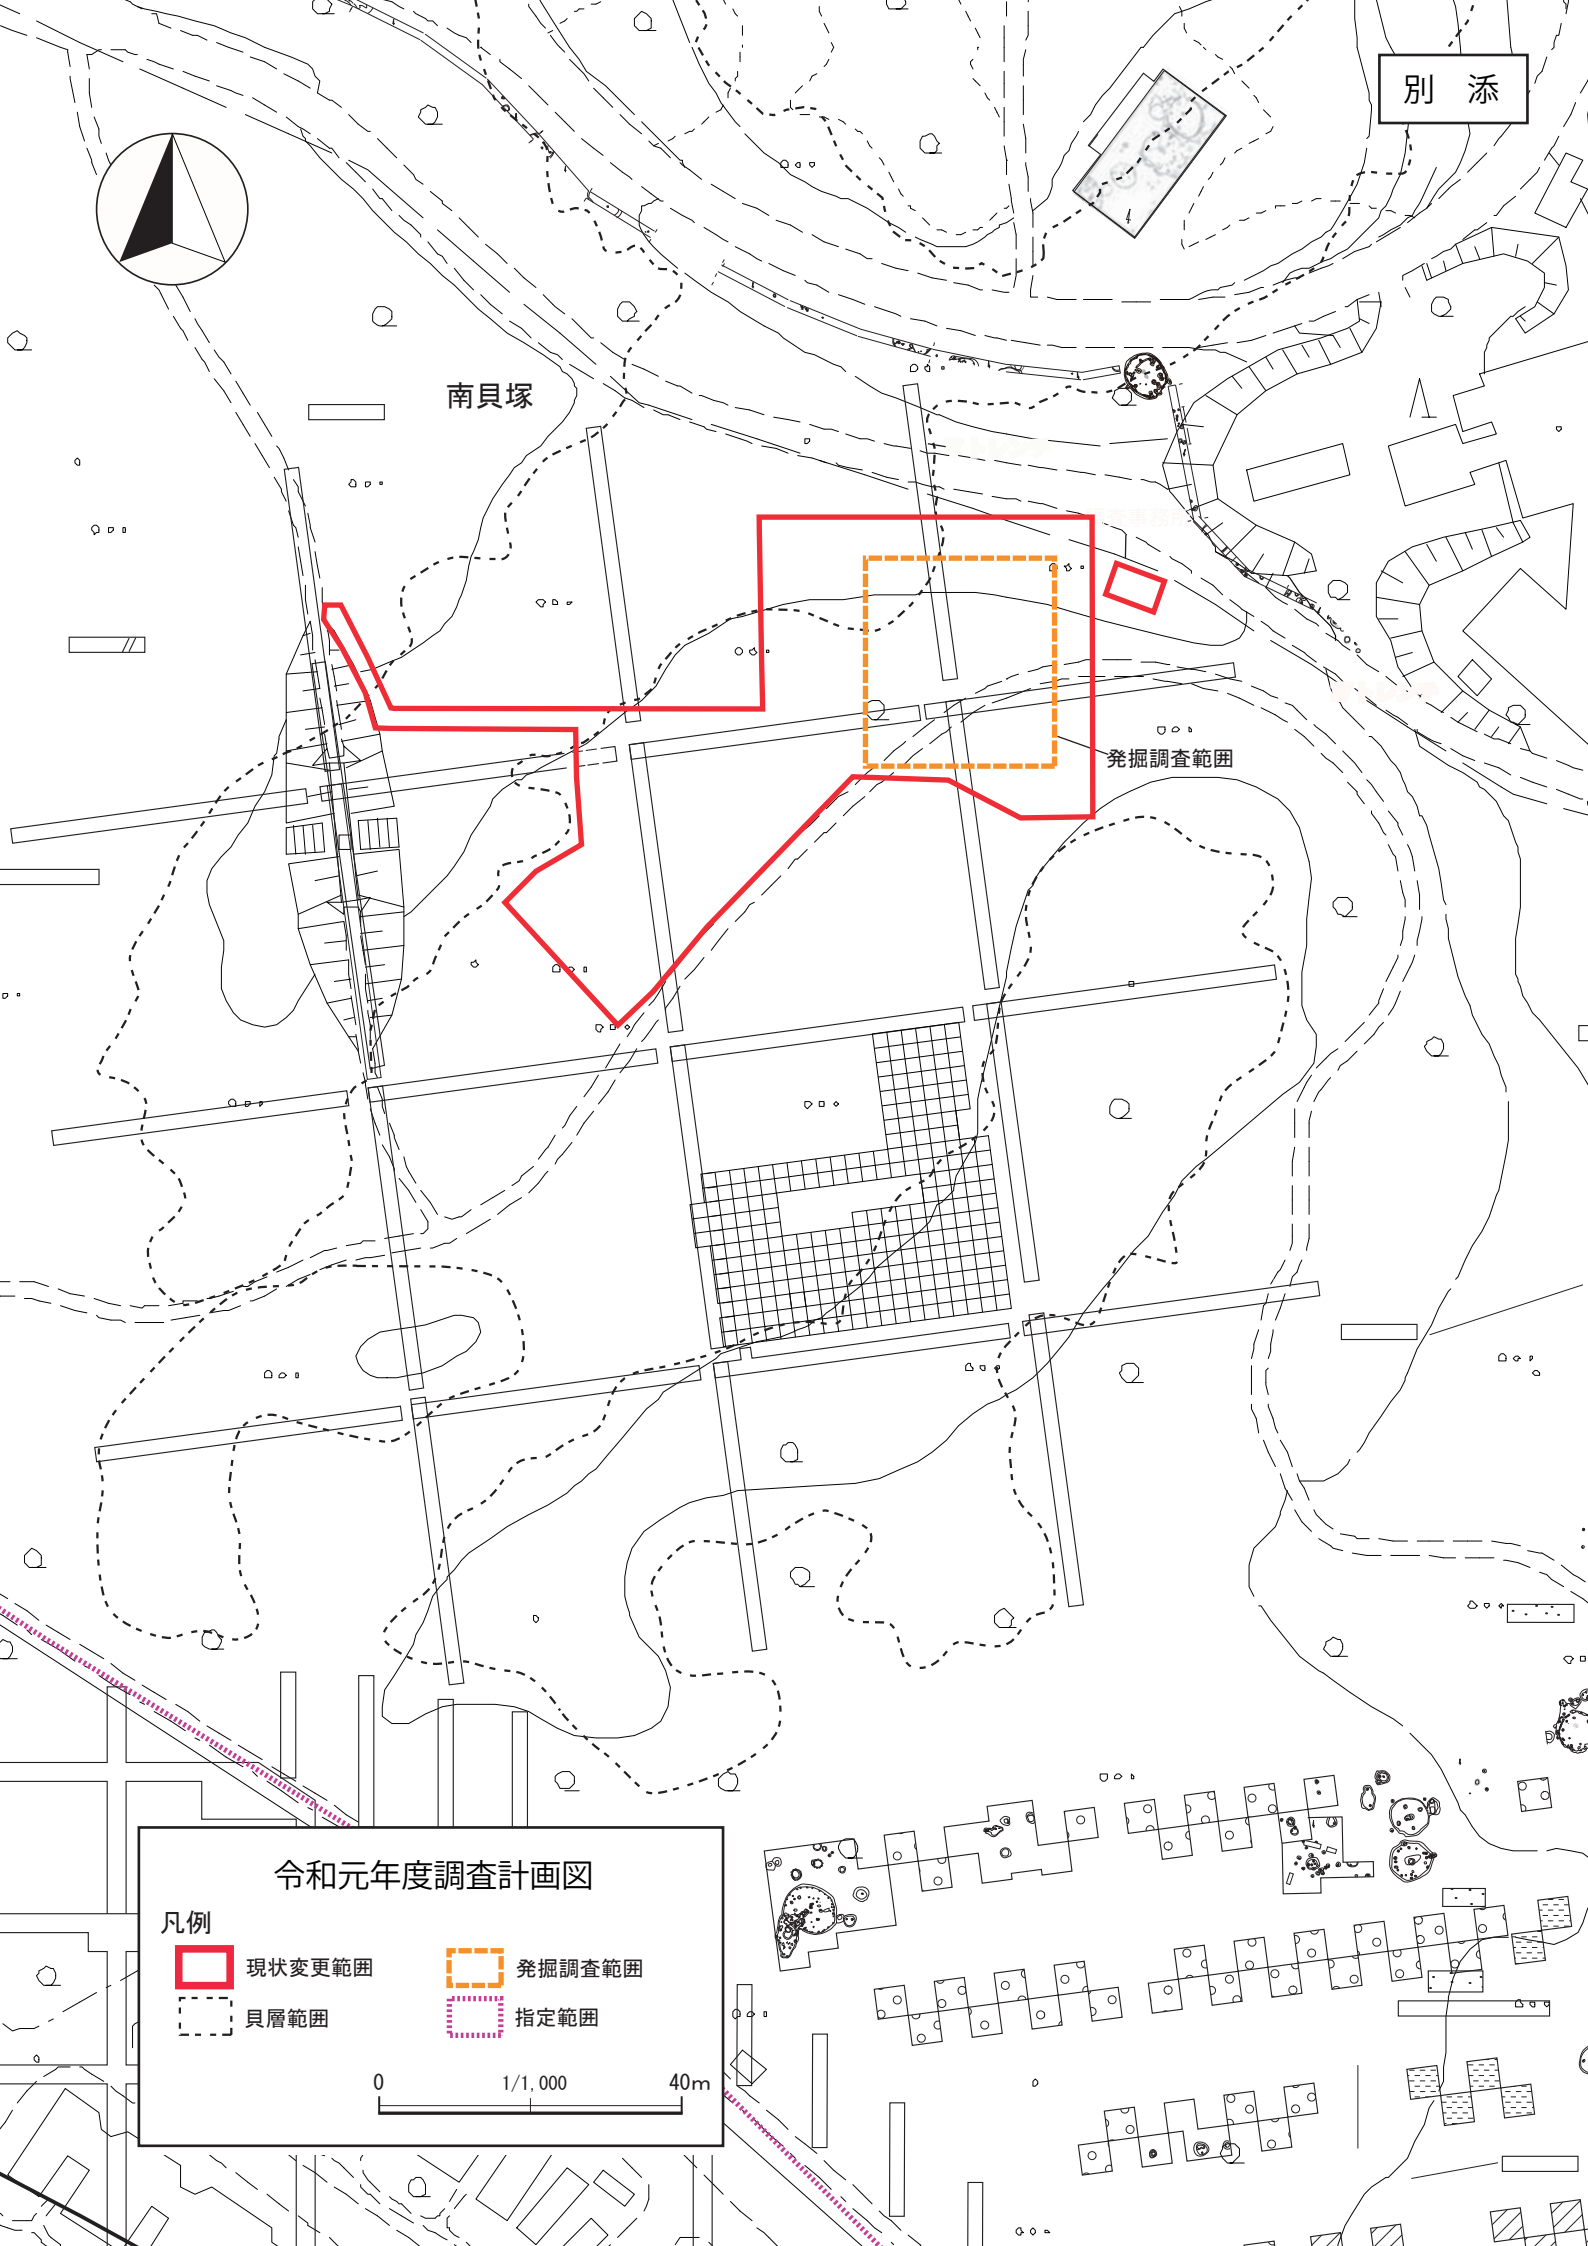 別　添
南貝塚
発掘調査範囲
令和元年度調査計画図
凡例
現状変更範囲
発掘調査範囲
貝層範囲
指定範囲
0 1/1,000 40m